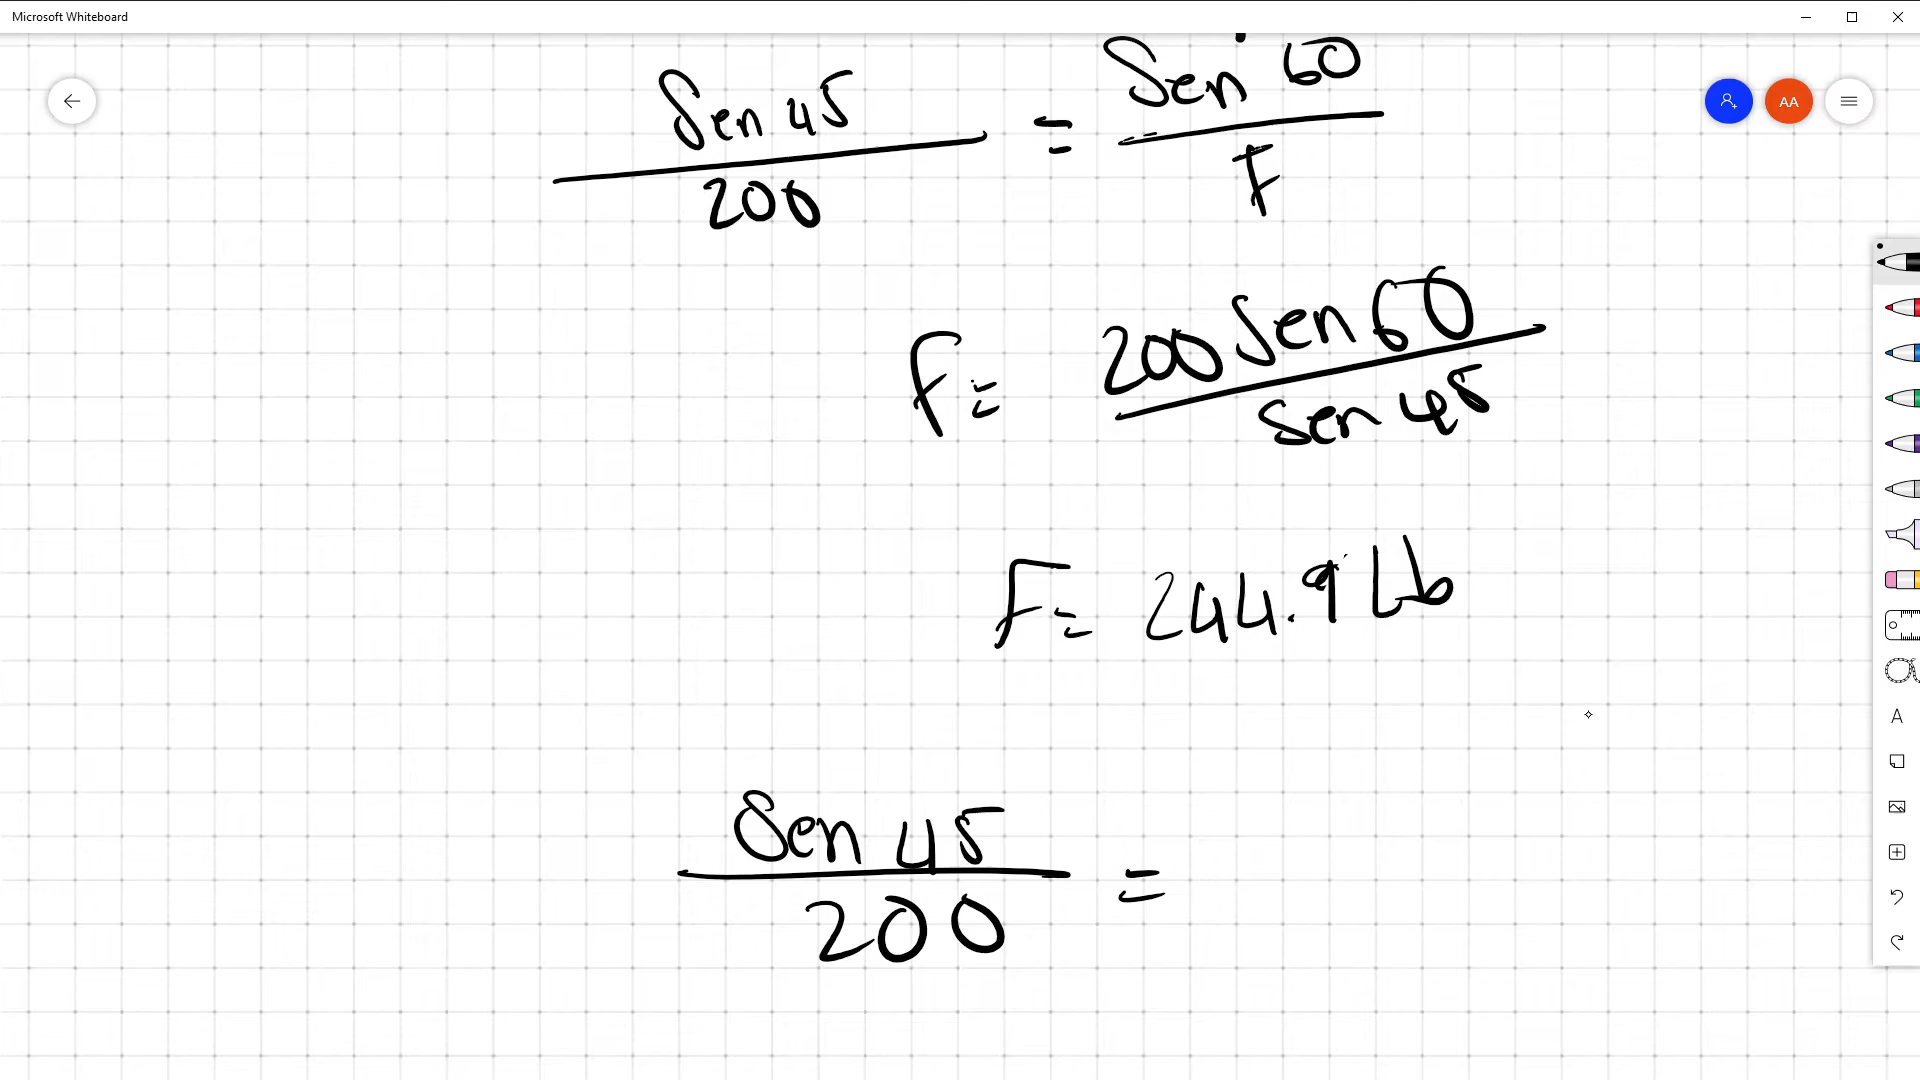 Microsoft Whiteboard
AA
Sen 45 / 200 = Sen 60 / F
F = 200 Sen 60 / Sen 45
F = 244.9 Lb
Sen 45 / 200 =
A